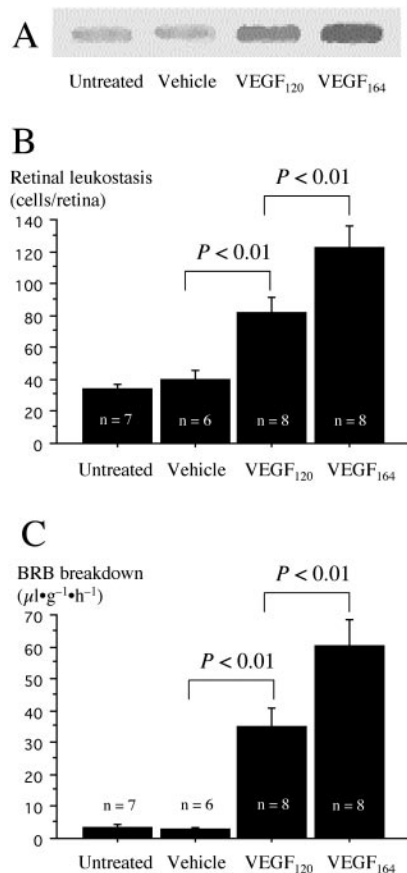 A
Untreated Vehicle VEGF₁₂₀ VEGF₁₆₄
B
Retinal leukostasis
(cells/retina)
P < 0.01
P < 0.01
140
120
100
80
60
40
20
0
n = 7 n = 6 n = 8 n = 8
Untreated Vehicle VEGF₁₂₀ VEGF₁₆₄
C
BRB breakdown
(µl•g⁻¹•h⁻¹)
P < 0.01
P < 0.01
70
60
50
40
30
20
10
0
n = 7 n = 6 n = 8 n = 8
Untreated Vehicle VEGF₁₂₀ VEGF₁₆₄